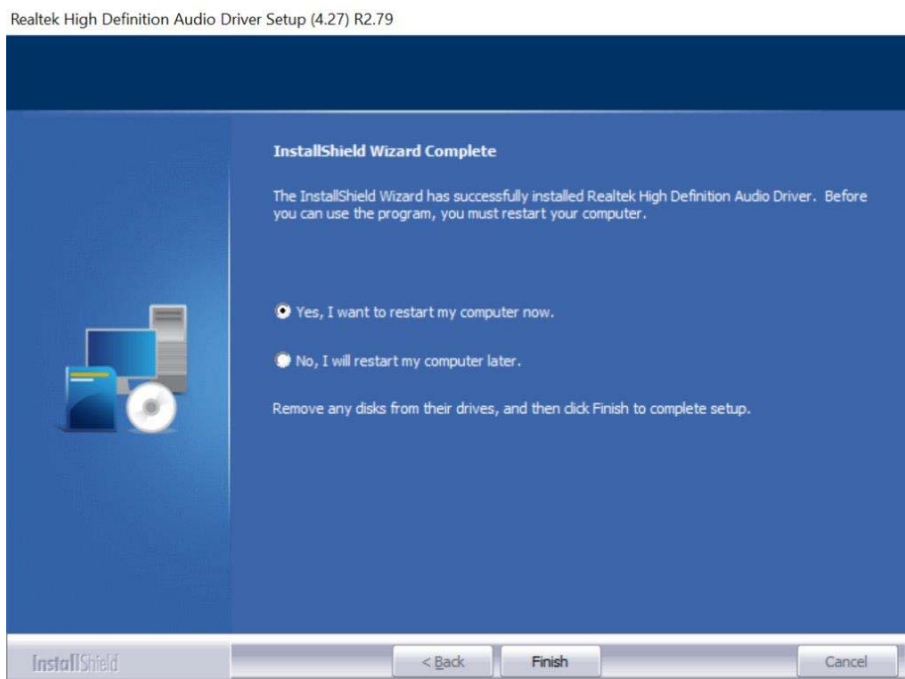 Realtek High Definition Audio Driver Setup (4.27) R2.79
InstallShield Wizard Complete
The InstallShield Wizard has successfully installed Realtek High Definition Audio Driver. Before
you can use the program, you must restart your computer.
Yes, I want to restart my computer now.
No, I will restart my computer later.
Remove any disks from their drives, and then click Finish to complete setup.
InstallShield
< Back
Finish
Cancel